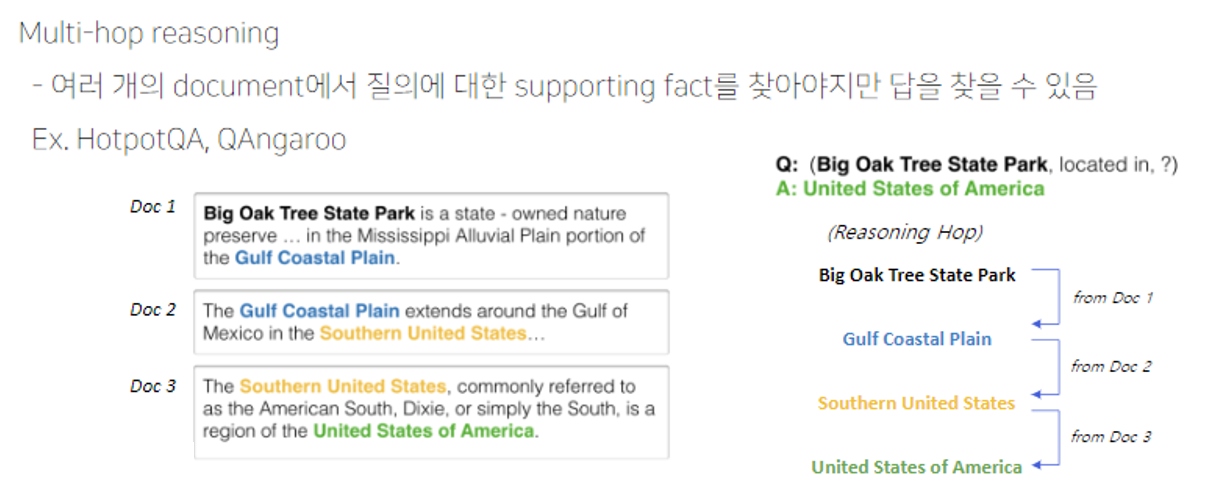 Multi-hop reasoning
- 여러 개의 document에서 질의에 대한 supporting fact를 찾아야지만 답을 찾을 수 있음
Ex. HotpotQA, QAngaroo
Doc 1
Big Oak Tree State Park is a state - owned nature
preserve ... in the Mississippi Alluvial Plain portion of
the Gulf Coastal Plain.
Doc 2
The Gulf Coastal Plain extends around the Gulf of
Mexico in the Southern United States...
Doc 3
The Southern United States, commonly referred to
as the American South, Dixie, or simply the South, is a
region of the United States of America.
Q: (Big Oak Tree State Park, located in, ?)
A: United States of America
(Reasoning Hop)
Big Oak Tree State Park
from Doc 1
Gulf Coastal Plain
from Doc 2
Southern United States
from Doc 3
United States of America